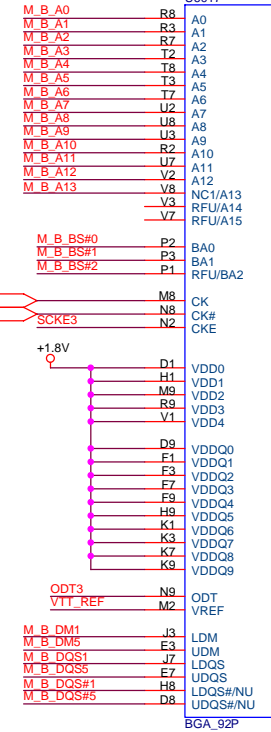 M_B_A0 R8 A0
M_B_A1 R3 A1
M_B_A2 R7 A2
M_B_A3 T2 A3
M_B_A4 T8 A4
M_B_A5 T3 A5
M_B_A6 T7 A6
M_B_A7 U2 A7
M_B_A8 U8 A8
M_B_A9 U3 A9
M_B_A10 R2 A10
M_B_A11 U7 A11
M_B_A12 V2 A12
M_B_A13 V8 NC1/A13
V3 RFU/A14
V7 RFU/A15
M_B_BS#0 P2 BA0
M_B_BS#1 P3 BA1
M_B_BS#2 P1 RFU/BA2
M8 CK
N8 CK#
SCKE3 N2 CKE
+1.8V
D1 VDD0
H1 VDD1
M9 VDD2
R9 VDD3
V1 VDD4
D9 VDDQ0
F1 VDDQ1
F3 VDDQ2
F7 VDDQ3
F9 VDDQ4
H9 VDDQ5
K1 VDDQ6
K3 VDDQ7
K7 VDDQ8
K9 VDDQ9
ODT3 N9 ODT
VTT_REF M2 VREF
M_B_DM1 J3 LDM
M_B_DM5 E3 UDM
M_B_DQS1 J7 LDQS
M_B_DQS5 E7 UDQS
M_B_DQS#1 H8 LDQS#/NU
M_B_DQS#5 D8 UDQS#/NU
BGA_92P